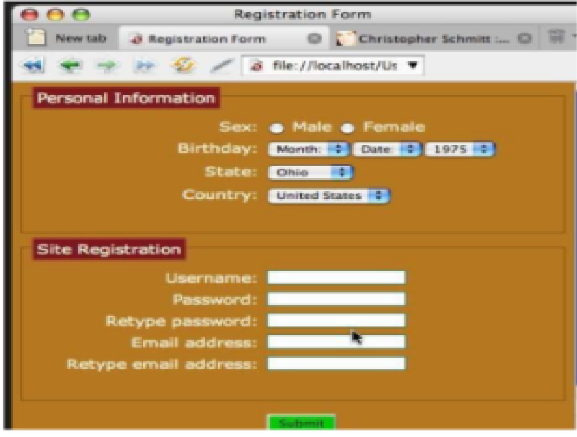 Registration Form
New tab Registration Form Christopher Schmitt :...
file://localhost/Us
Personal Information
Sex: Male Female
Birthday: Month: Date: 1975
State: Ohio
Country: United States
Site Registration
Username:
Password:
Retype password:
Email address:
Retype email address:
Submit